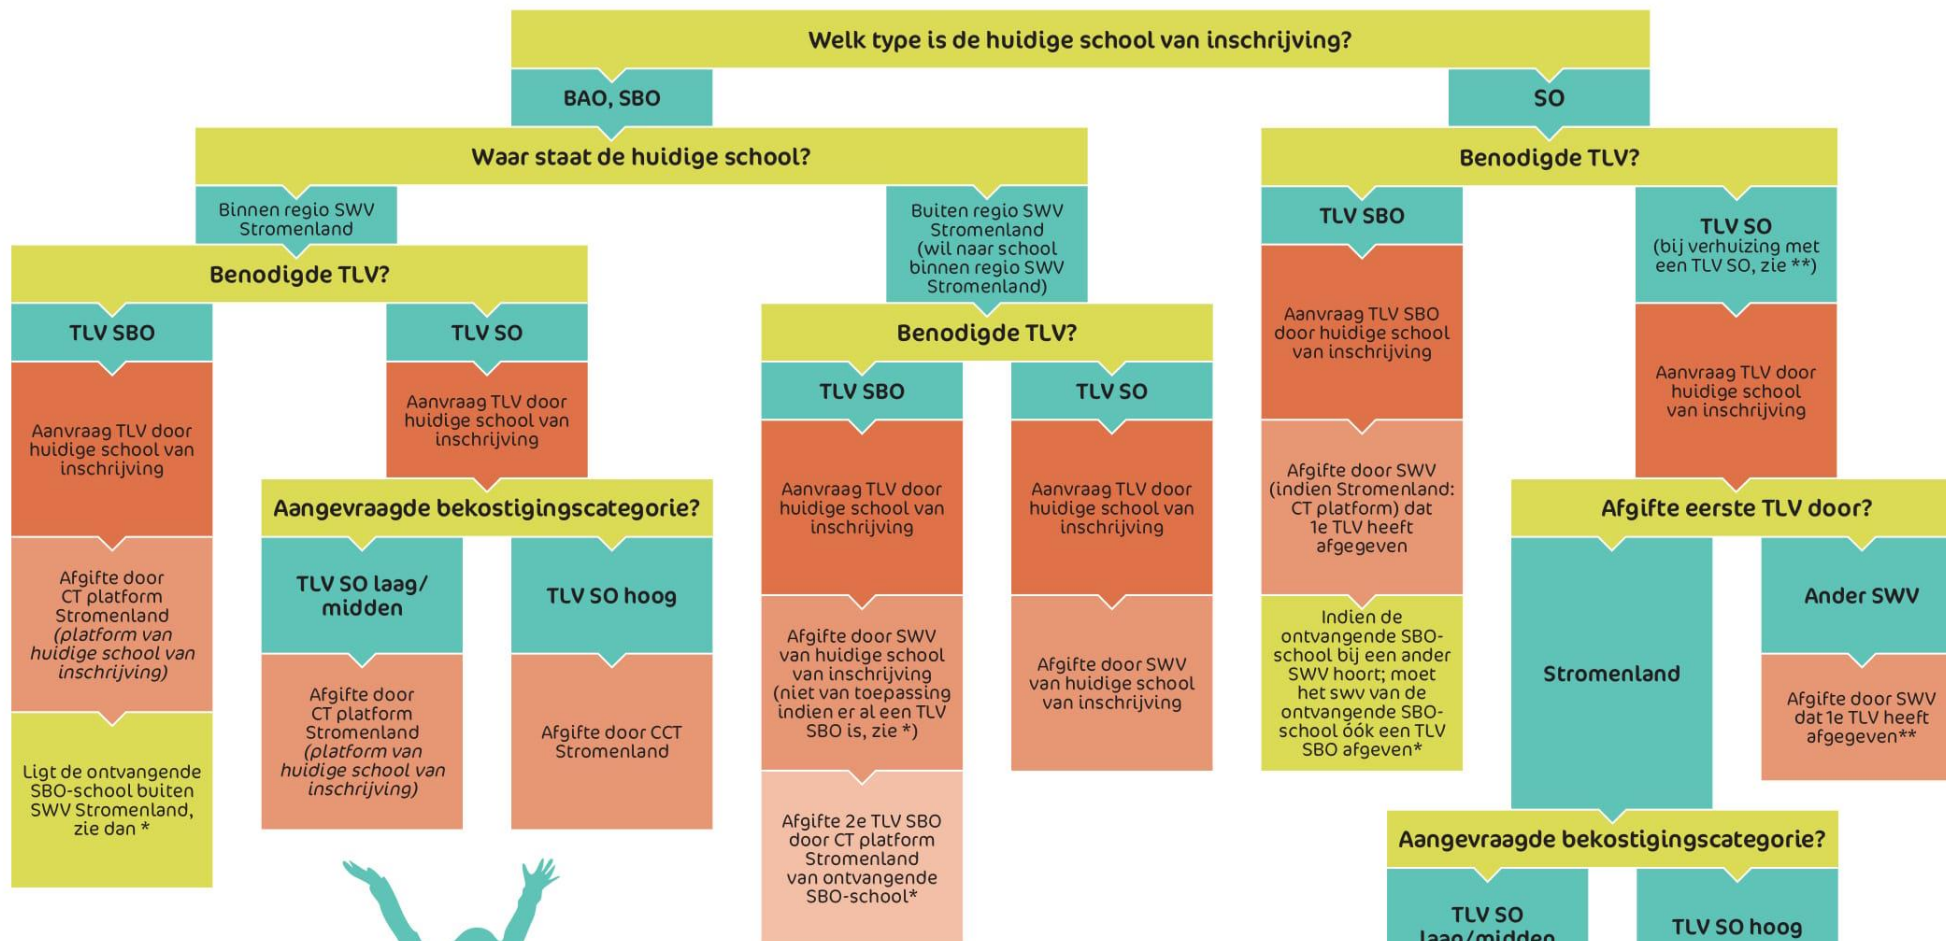 Welk type is de huidige school van inschrijving?
BAO, SBO
SO
Waar staat de huidige school?
Benodigde TLV?
Binnen regio SWV
Stromenland
Buiten regio SWV
Stromenland
(wil naar school
binnen regio SWV
Stromenland)
TLV SBO
TLV SO
(bij verhuizing met
een TLV SO, zie **)
Benodigde TLV?
TLV SBO
TLV SO
Benodigde TLV?
TLV SBO
TLV SO
Aanvraag TLV SBO
door huidige school
van inschrijving
Aanvraag TLV door
huidige school
van inschrijving
Aanvraag TLV door
huidige school van
inschrijving
Aanvraag TLV door
huidige school van
inschrijving
Aangevraagde bekostigingscategorie?
Aanvraag TLV door
huidige school van
inschrijving
Aanvraag TLV door
huidige school van
inschrijving
Afgifte door SWV
(indien Stromenland:
CT platform) dat
1e TLV heeft
afgegeven
Afgifte eerste TLV door?
Afgifte door
CT platform
Stromenland
(platform van
huidige school van
inschrijving)
TLV SO laag/
midden
TLV SO hoog
Afgifte door SWV
van huidige school
van inschrijving
(niet van toepassing
indien er al een TLV
SBO is, zie *)
Afgifte door SWV
van huidige school
van inschrijving
Indien de
ontvangende SBO-
school bij een ander
SWV hoort; moet
het swv van de
ontvangende SBO-
school óók een TLV
SBO afgeven*
Stromenland
Ander SWV
Afgifte door SWV
dat 1e TLV heeft
afgegeven**
Ligt de ontvangende
SBO-school buiten
SWV Stromenland,
zie dan *
Afgifte door
CT platform
Stromenland
(platform van
huidige school van
inschrijving)
Afgifte door CCT
Stromenland
Afgifte 2e TLV SBO
door CT platform
Stromenland
van ontvangende
SBO-school*
Aangevraagde bekostigingscategorie?
TLV SO
laag/midden
TLV SO hoog